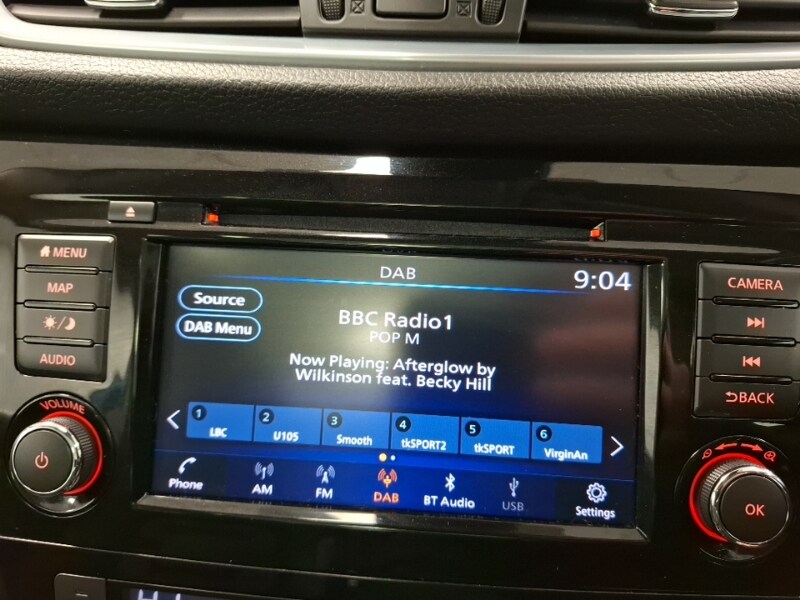 MENU
MAP
AUDIO
VOLUME
DAB
9:04
Source
DAB Menu
BBC Radio1
POP M
Now Playing: Afterglow by
Wilkinson feat. Becky Hill
1 LBC
2 U105
3 Smooth
4 tkSPORT2
5 tkSPORT
6 VirginAn
Phone
AM
FM
DAB
BT Audio
USB
Settings
CAMERA
BACK
OK